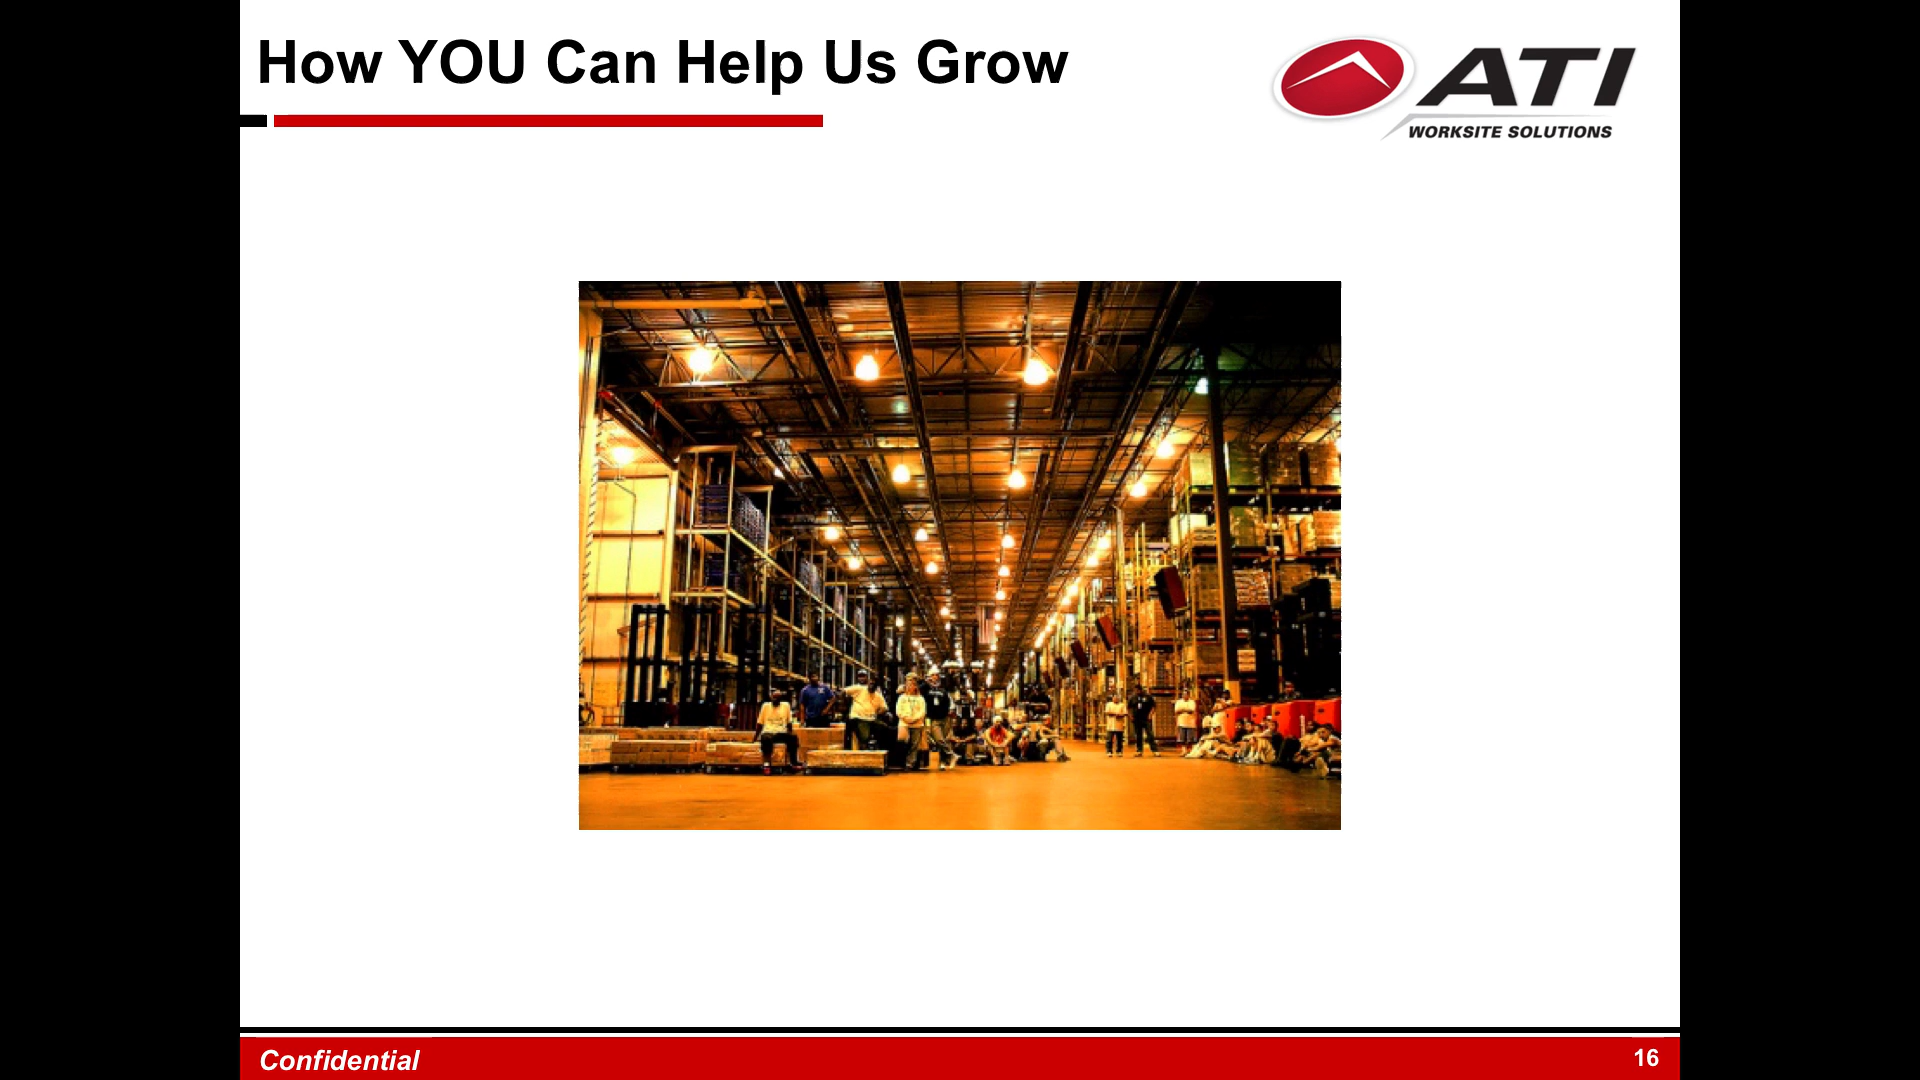 How YOU Can Help Us Grow
ATI
WORKSITE SOLUTIONS
Confidential
16